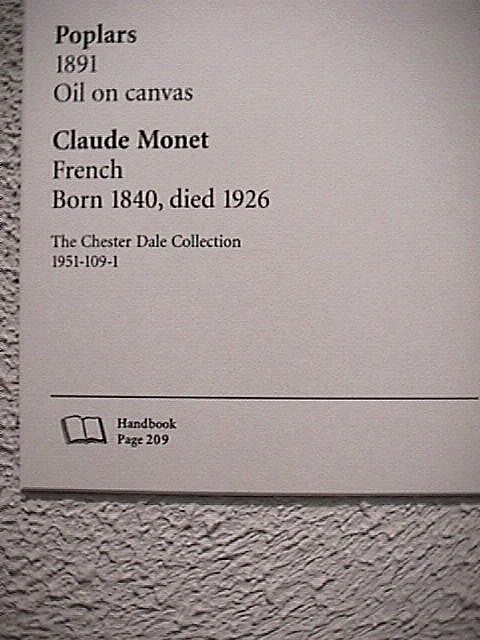 Poplars
1891
Oil on canvas
Claude Monet
French
Born 1840, died 1926
The Chester Dale Collection
1951-109-1
Handbook
Page 209